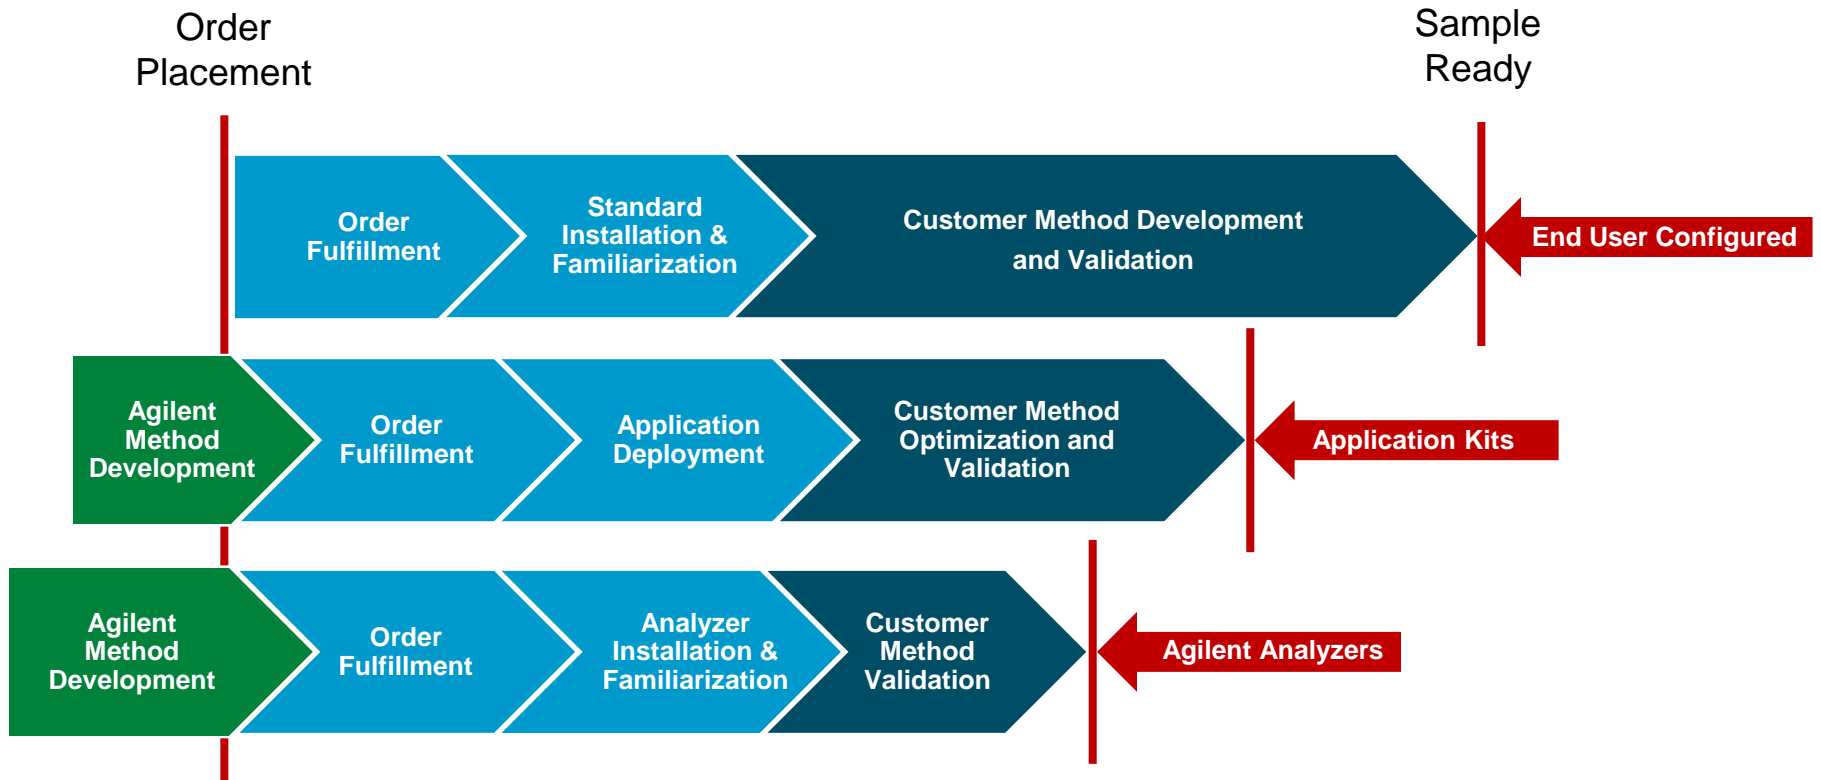 Order
Placement
Sample
Ready
Order
Fulfillment
Standard
Installation &
Familiarization
Customer Method Development
and Validation
End User Configured
Agilent
Method
Development
Order
Fulfillment
Application
Deployment
Customer Method
Optimization and
Validation
Application Kits
Agilent
Method
Development
Order
Fulfillment
Analyzer
Installation &
Familiarization
Customer
Method
Validation
Agilent Analyzers